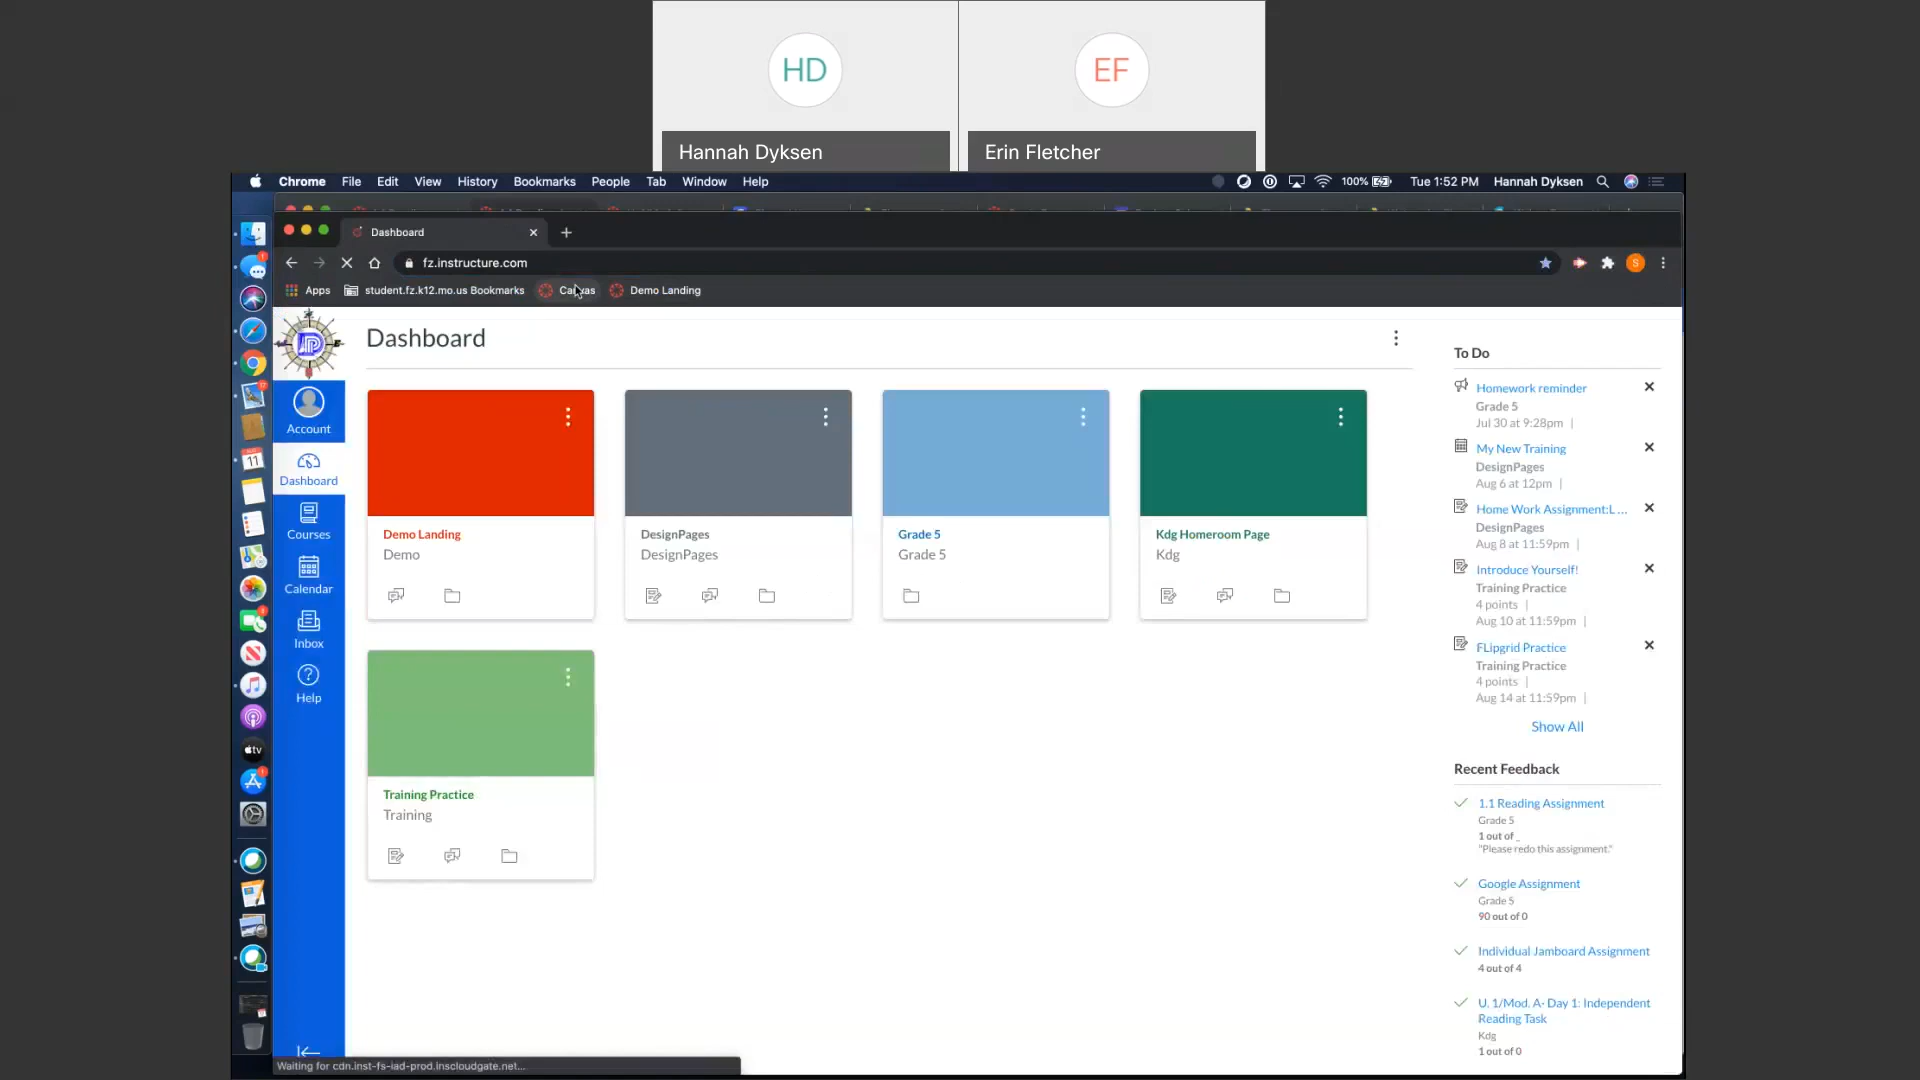 HD
EF
Hannah Dyksen
Erin Fletcher
Chrome File Edit View History Bookmarks People Tab Window Help
100% Tue 1:52 PM Hannah Dyksen
Dashboard
fz.instructure.com
S
Apps student.fz.k12.mo.us Bookmarks Canvas Demo Landing
Account
Dashboard
Courses
Calendar
Inbox
Help
Dashboard
Demo Landing
Demo
DesignPages
DesignPages
Grade 5
Grade 5
Kdg Homeroom Page
Kdg
Training Practice
Training
To Do
Homework reminder
Grade 5
Jul 30 at 9:28pm |
My New Training
DesignPages
Aug 6 at 12pm |
Home Work Assignment:L ...
DesignPages
Aug 8 at 11:59pm |
Introduce Yourself!
Training Practice
4 points |
Aug 10 at 11:59pm |
FLipgrid Practice
Training Practice
4 points |
Aug 14 at 11:59pm |
Show All
Recent Feedback
1.1 Reading Assignment
Grade 5
1 out of _
"Please redo this assignment."
Google Assignment
Grade 5
90 out of 0
Individual Jamboard Assignment
4 out of 4
U. 1/Mod. A- Day 1: Independent
Reading Task
Kdg
1 out of 0
11
tv
Waiting for cdn.inst-fs-iad-prod.inscloudgate.net...